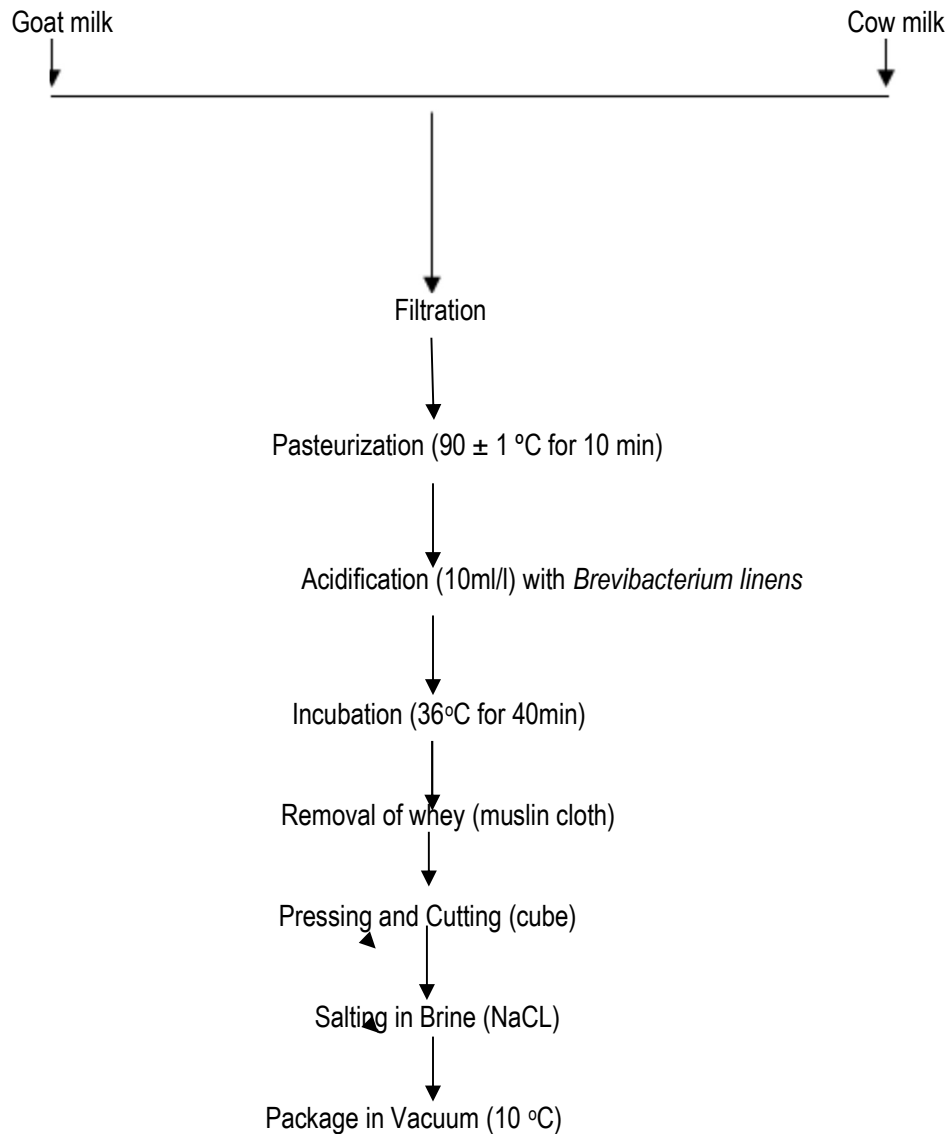 Goat milk
Cow milk
Filtration
Pasteurization (90 ± 1 ºC for 10 min)
Acidification (10ml/l) with Brevibacterium linens
Incubation (36ºC for 40min)
Removal of whey (muslin cloth)
Pressing and Cutting (cube)
Salting in Brine (NaCL)
Package in Vacuum (10 ºC)